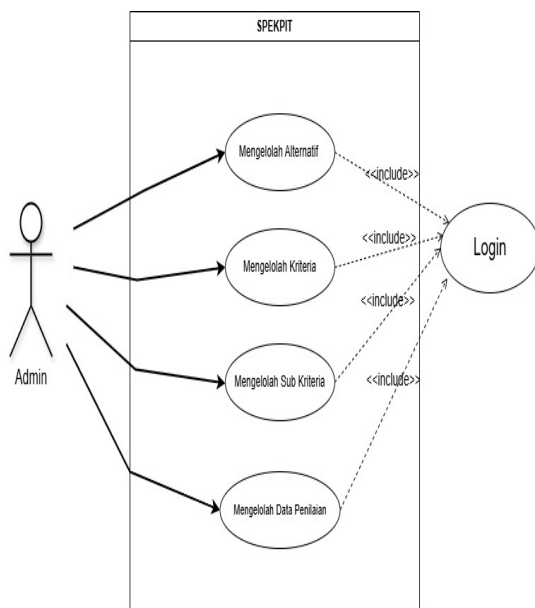 SPEKPIT
Mengelolah Alternatif
<<include>>
Mengelolah Kriteria
<<include>>
Login
<<include>>
Admin
Mengelolah Sub Kriteria
<<include>>
Mengelolah Data Penilaian